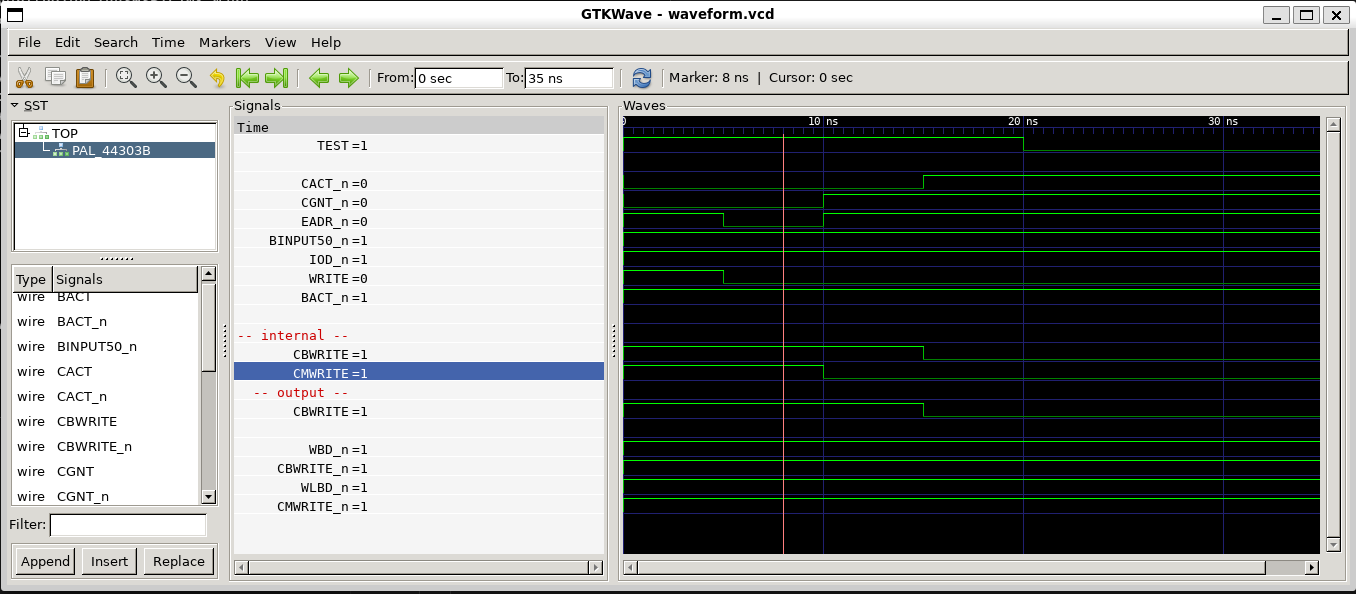 GTKWave - waveform.vcd
File Edit Search Time Markers View Help
From: 0 sec To: 35 ns Marker: 8 ns | Cursor: 0 sec
SST
TOP
PAL_44303B
Type Signals
wire BACT
wire BACT_n
wire BINPUT50_n
wire CACT
wire CACT_n
wire CBWRITE
wire CBWRITE_n
wire CGNT
wire CGNT_n
Filter:
Append Insert Replace
Signals
Time
TEST=1
CACT_n=0
CGNT_n=0
EADR_n=0
BINPUT50_n=1
IOD_n=1
WRITE=0
BACT_n=1
-- internal --
CBWRITE=1
CMWRITE=1
-- output --
CBWRITE=1
WBD_n=1
CBWRITE_n=1
WLBD_n=1
CMWRITE_n=1
Waves
0 10 ns 20 ns 30 ns